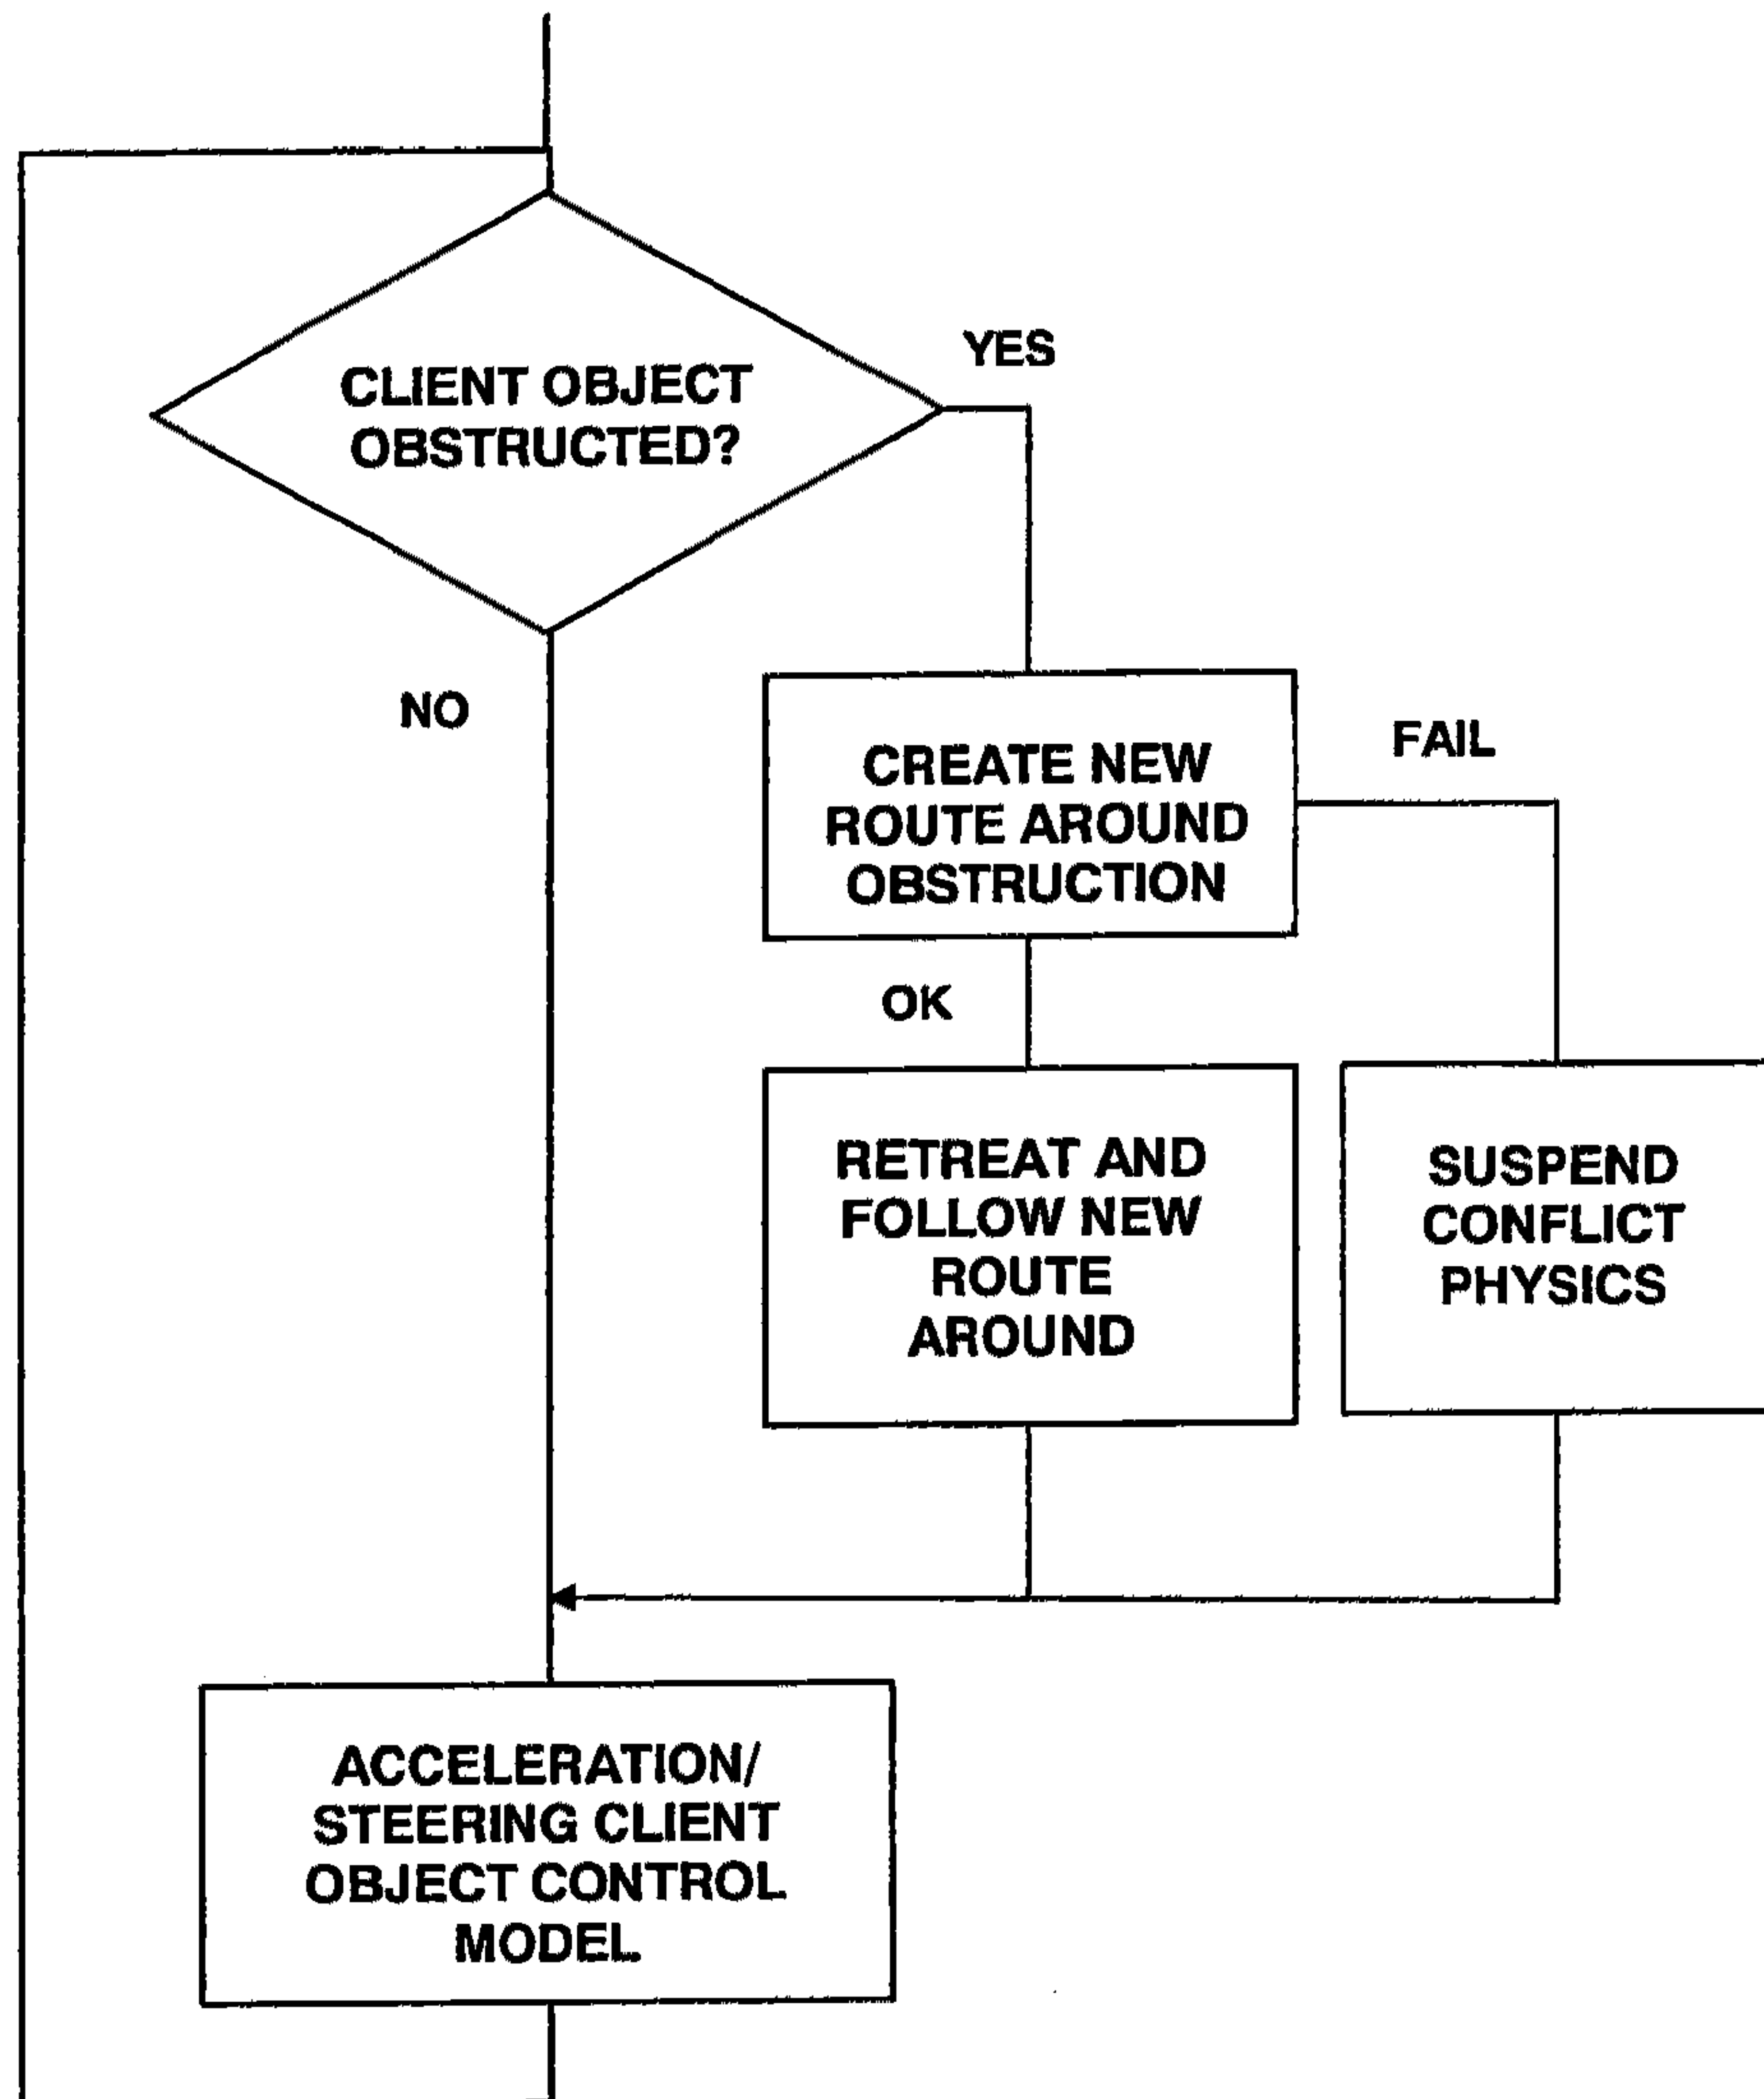 CLIENT OBJECT
OBSTRUCTED?
YES
NO
CREATE NEW
ROUTE AROUND
OBSTRUCTION
FAIL
OK
RETREAT AND
FOLLOW NEW
ROUTE
AROUND
SUSPEND
CONFLICT
PHYSICS
ACCELERATION/
STEERING CLIENT
OBJECT CONTROL
MODEL